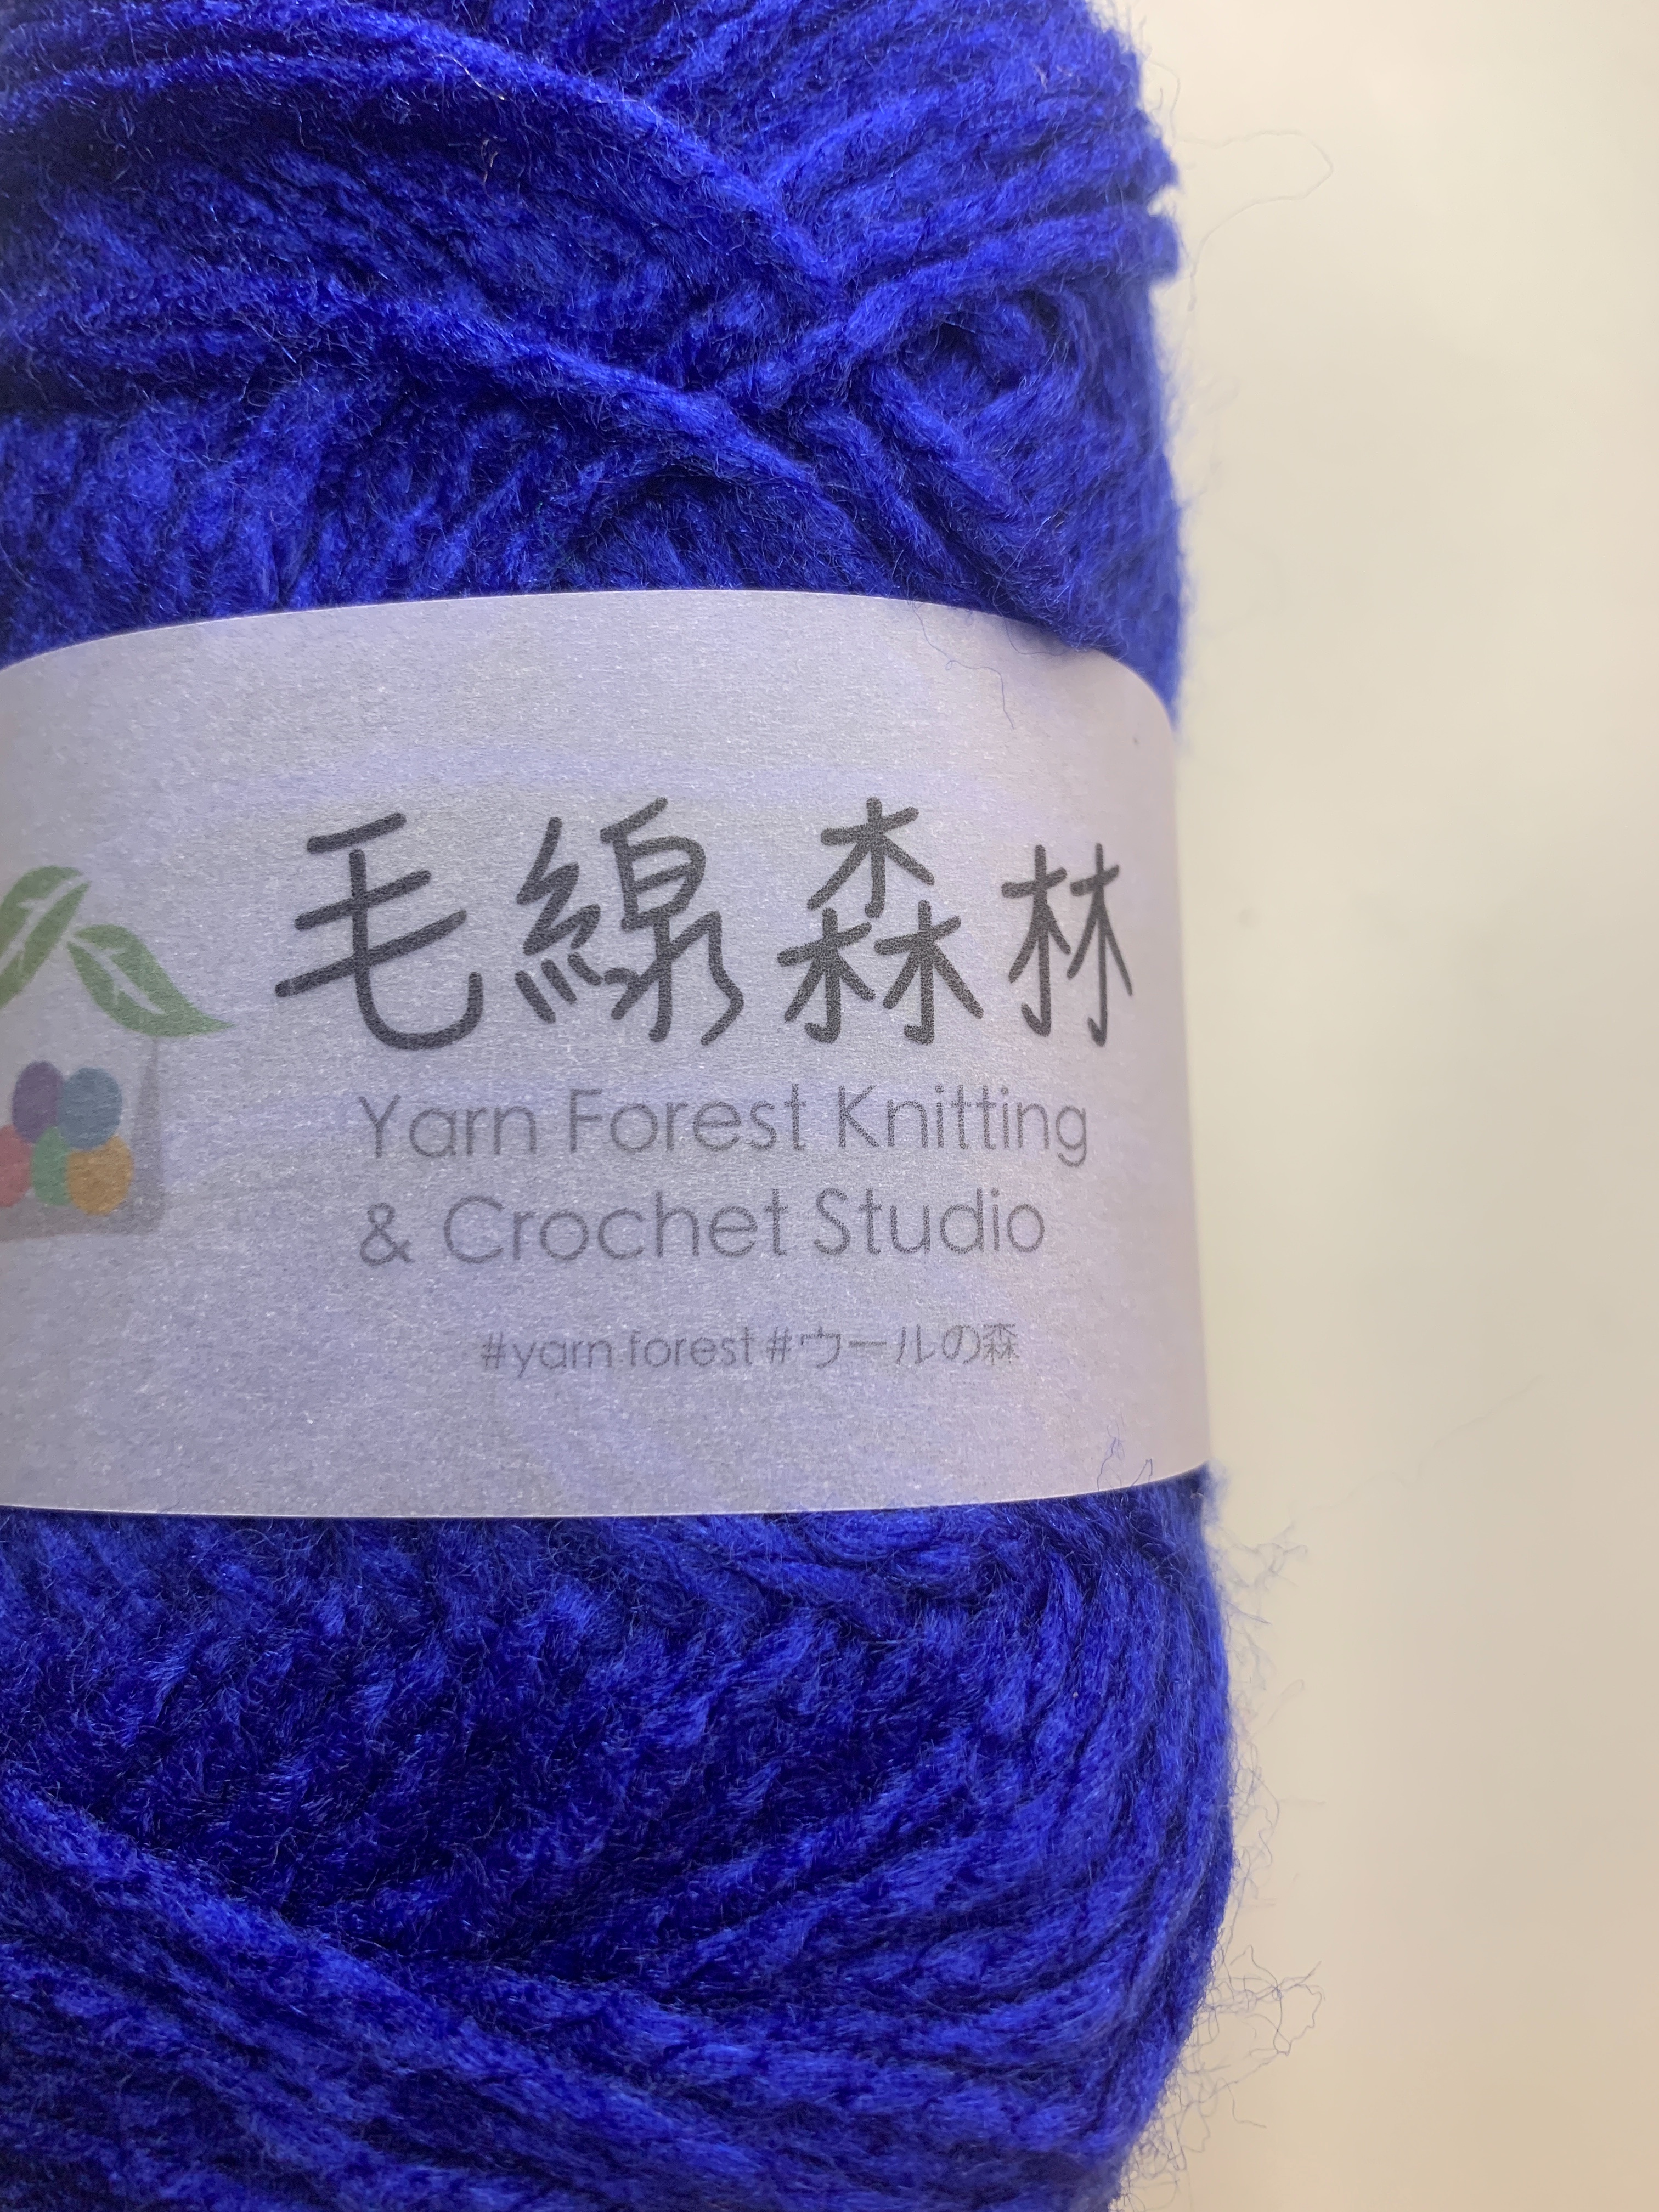 毛線森林
Yarn Forest Knitting
& Crochet Studio
#yarn forest #ウールの森